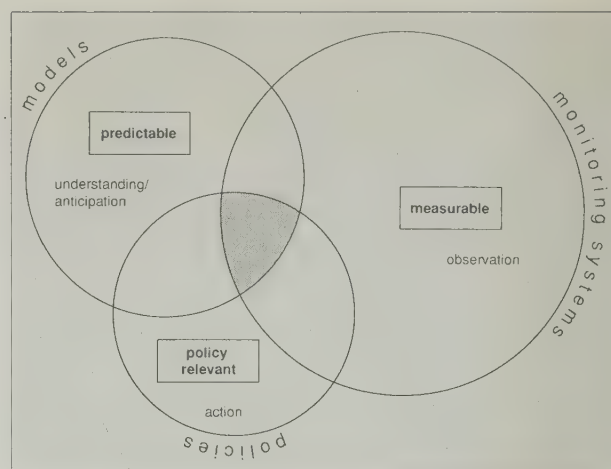 models
predictable
understanding/
anticipation
monitoring systems
measurable
observation
policy
relevant
action
policies